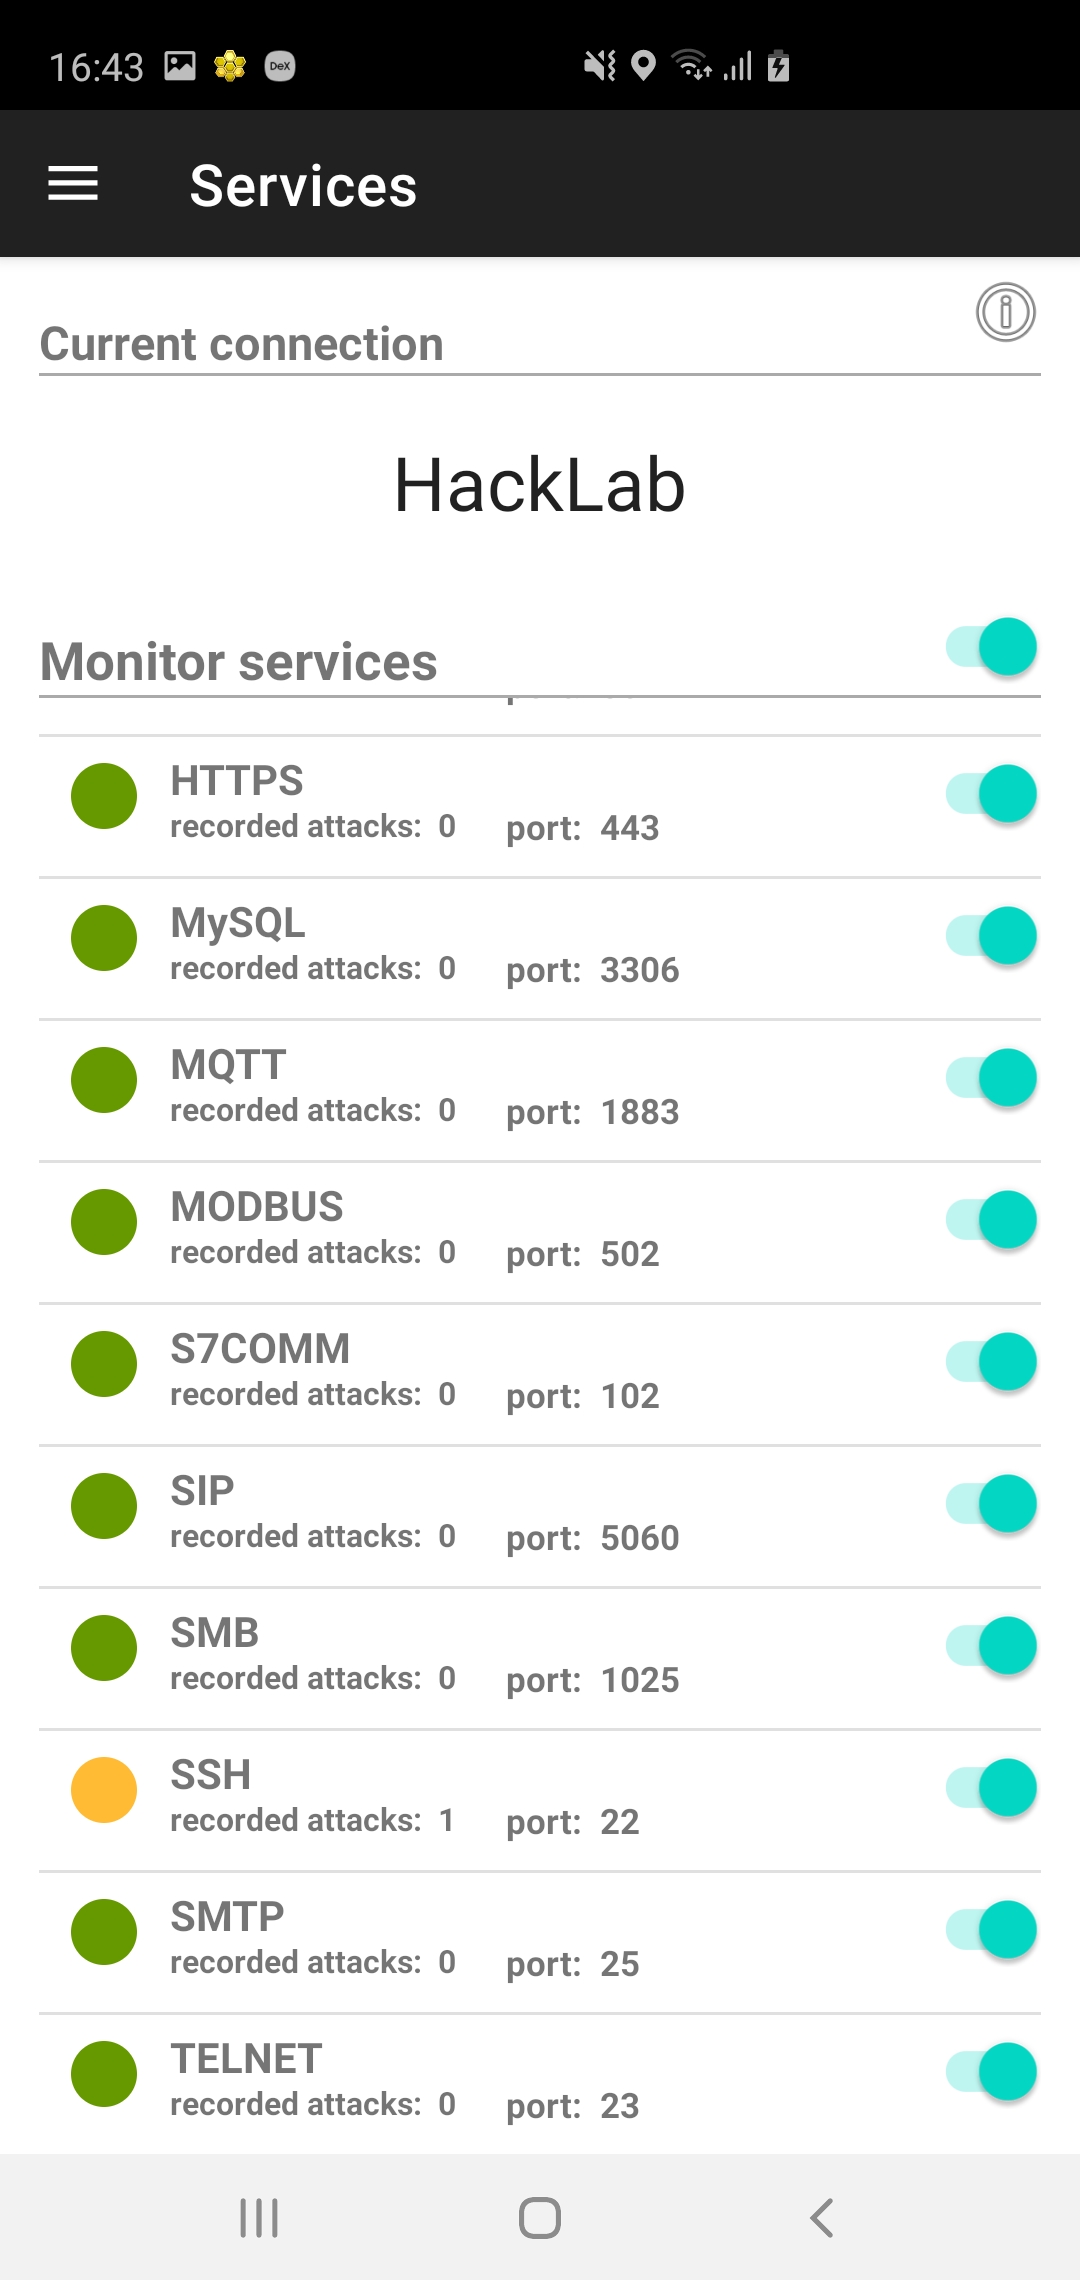 16:43 DeX
Services
Current connection
HackLab
Monitor services
HTTPS
recorded attacks: 0 port: 443
MySQL
recorded attacks: 0 port: 3306
MQTT
recorded attacks: 0 port: 1883
MODBUS
recorded attacks: 0 port: 502
S7COMM
recorded attacks: 0 port: 102
SIP
recorded attacks: 0 port: 5060
SMB
recorded attacks: 0 port: 1025
SSH
recorded attacks: 1 port: 22
SMTP
recorded attacks: 0 port: 25
TELNET
recorded attacks: 0 port: 23